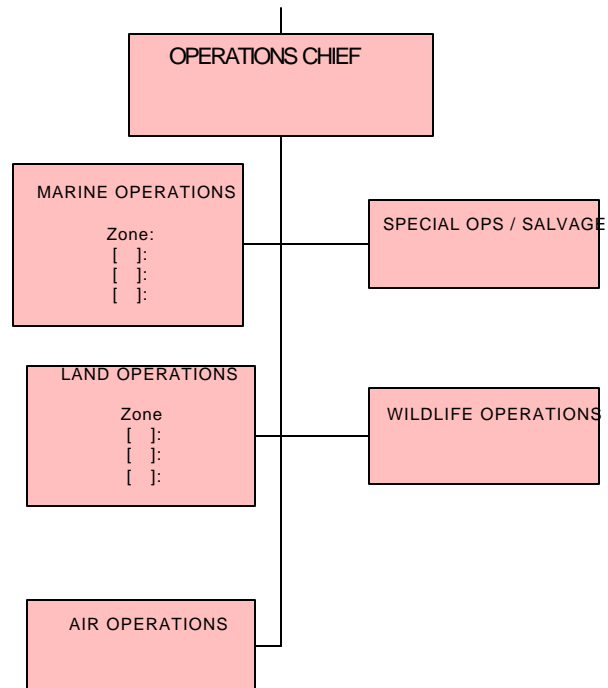 OPERATIONS CHIEF
MARINE OPERATIONS
Zone:
[ ]:
[ ]:
[ ]:
SPECIAL OPS / SALVAGE
LAND OPERATIONS
Zone
[ ]:
[ ]:
[ ]:
WILDLIFE OPERATIONS
AIR OPERATIONS